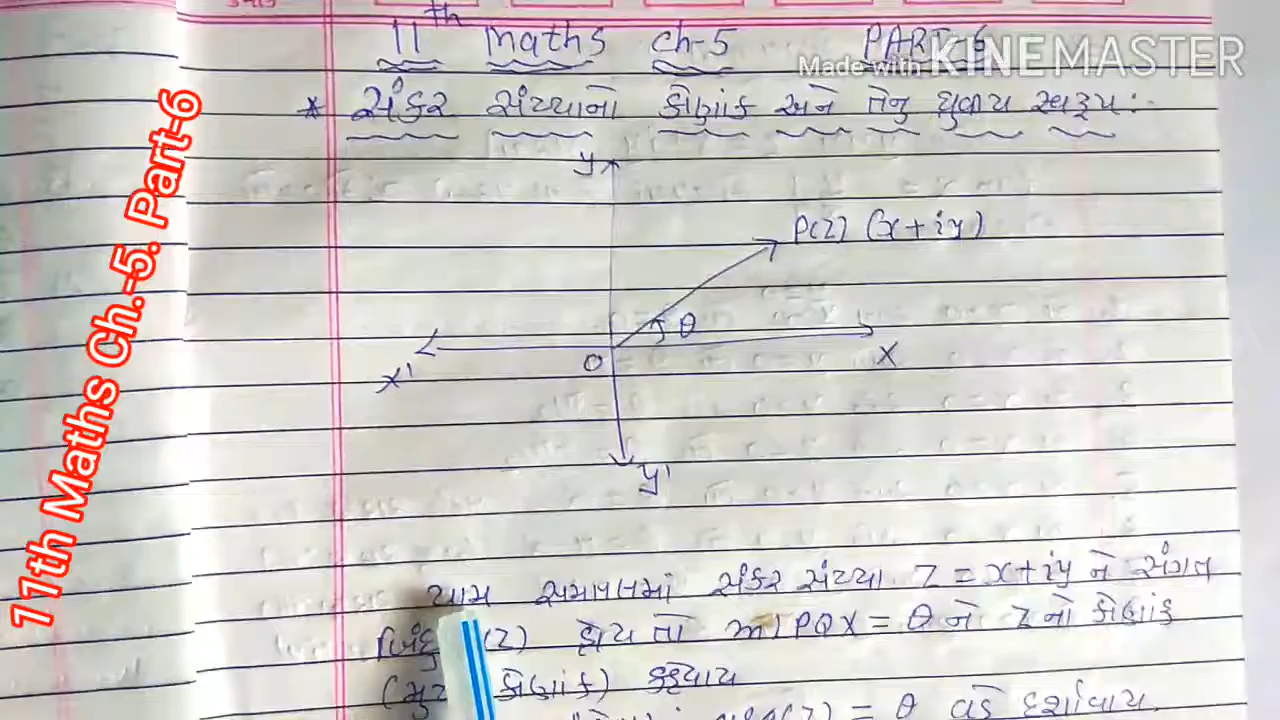 11th maths ch-5 PART-6
Made with KINEMASTER
* સંકર સંખ્યાનો કોણાંક અને તેનુ ધ્રુવીય સ્વરૂપ :-
11th Maths Ch.-5. Part-6
y
P(z) (x+iy)
θ
O
X
X'
y'
સંકર સંખ્યા z = x+iy ને સંગત
બિંદુ (z) હોય તો m∠POX = θ ને z નો કોણાંક
કોણાંક) કહેવાય
(z) = θ વડે દર્શાવાય.